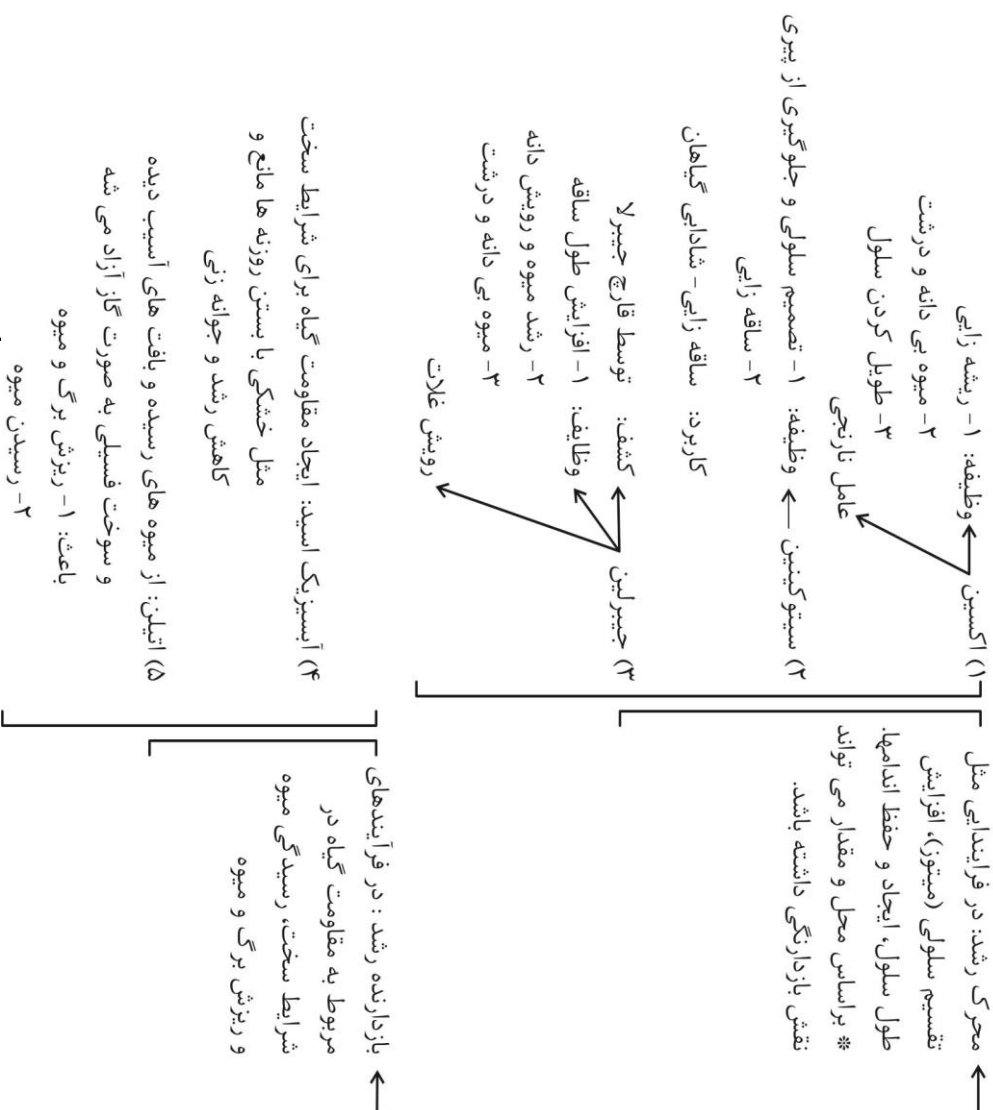 محرک رشد: در فرایندایی مثل
تقسیم سلولی (میتوز)، افزایش
طول سلول، ایجاد و حفظ اندامها.
* براساس محل و مقدار می تواند
نقش بازدارنگی داشته باشد.
۱) اکسین
وظیفه: ۱- ریشه زایی
۲- میوه بی دانه و درشت
۳- طویل کردن سلول
عامل نارنجی
۲) سیتوکینین
وظیفه: ۱- تصمیم سلولی و جلوگیری از پیری
۲- ساقه زایی
کاربرد: ساقه زایی - شادابی گیاهان
۳) جیبرلین
کشف: توسط قارچ جیبرلا
وظایف: ۱- افزایش طول ساقه
۲- رشد میوه و رویش دانه
۳- میوه بی دانه و درشت
رویش غلات
بازدارنده رشد : در فرآیندهای
مربوط به مقاومت گیاه در
شرایط سخت، رسیدگی میوه
و ریزش برگ و میوه
۴) آبسیزیک اسید: ایجاد مقاومت گیاه برای شرایط سخت
مثل خشکی با بستن روزنه ها مانع و
کاهش رشد و جوانه زنی
۵) اتیلن: از میوه های رسیده و بافت های آسیب دیده
و سوخت فسیلی به صورت گاز آزاد می شه
باعث: ۱- ریزش برگ و میوه
۲- رسیدن میوه